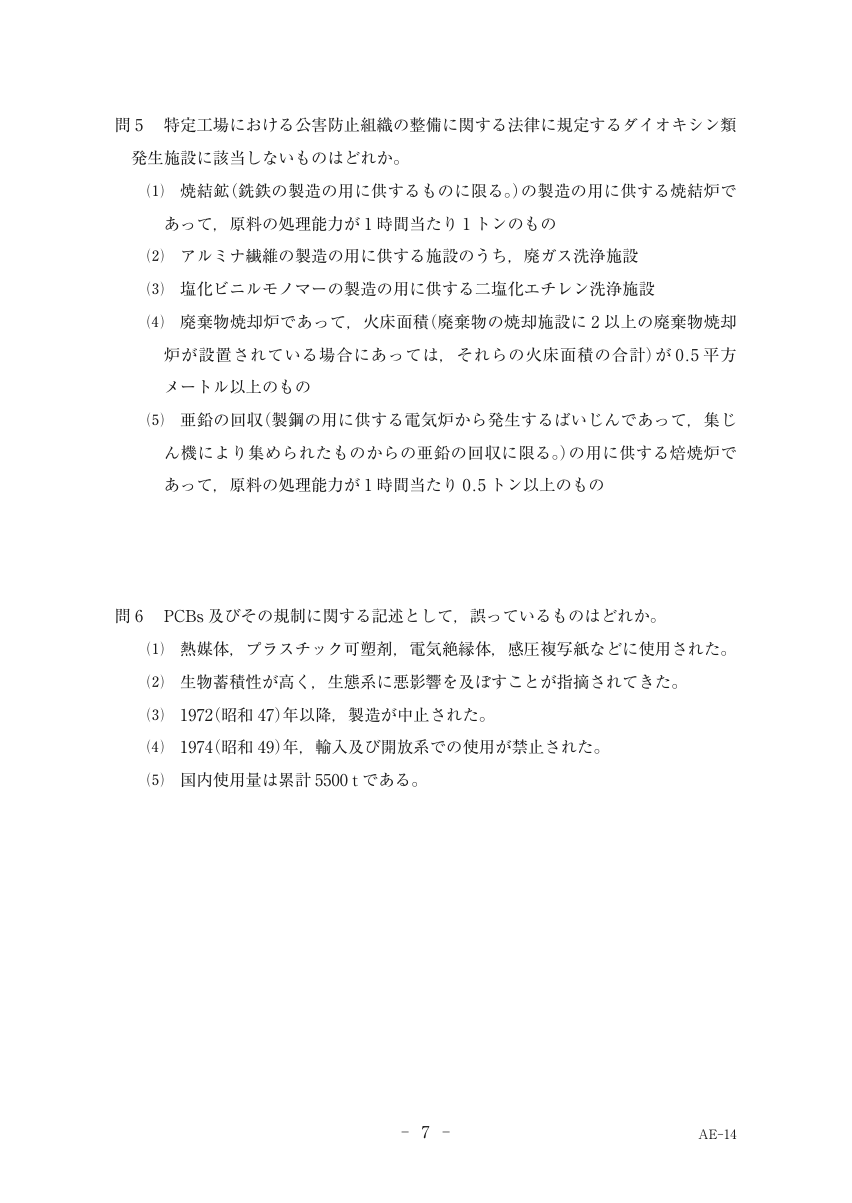 問5　特定工場における公害防止組織の整備に関する法律に規定するダイオキシン類
発生施設に該当しないものはどれか。
⑴　焼結鉱(銑鉄の製造の用に供するものに限る。)の製造の用に供する焼結炉で
あって，原料の処理能力が1時間当たり1トンのもの
⑵　アルミナ繊維の製造の用に供する施設のうち，廃ガス洗浄施設
⑶　塩化ビニルモノマーの製造の用に供する二塩化エチレン洗浄施設
⑷　廃棄物焼却炉であって，火床面積(廃棄物の焼却施設に2以上の廃棄物焼却
炉が設置されている場合にあっては，それらの火床面積の合計)が0.5平方
メートル以上のもの
⑸　亜鉛の回収(製鋼の用に供する電気炉から発生するばいじんであって，集じ
ん機により集められたものからの亜鉛の回収に限る。)の用に供する焙焼炉で
あって，原料の処理能力が1時間当たり0.5トン以上のもの
問6　PCBs及びその規制に関する記述として，誤っているものはどれか。
⑴　熱媒体，プラスチック可塑剤，電気絶縁体，感圧複写紙などに使用された。
⑵　生物蓄積性が高く，生態系に悪影響を及ぼすことが指摘されてきた。
⑶　1972(昭和47)年以降，製造が中止された。
⑷　1974(昭和49)年，輸入及び開放系での使用が禁止された。
⑸　国内使用量は累計5500 tである。
- 7 -
AE-14